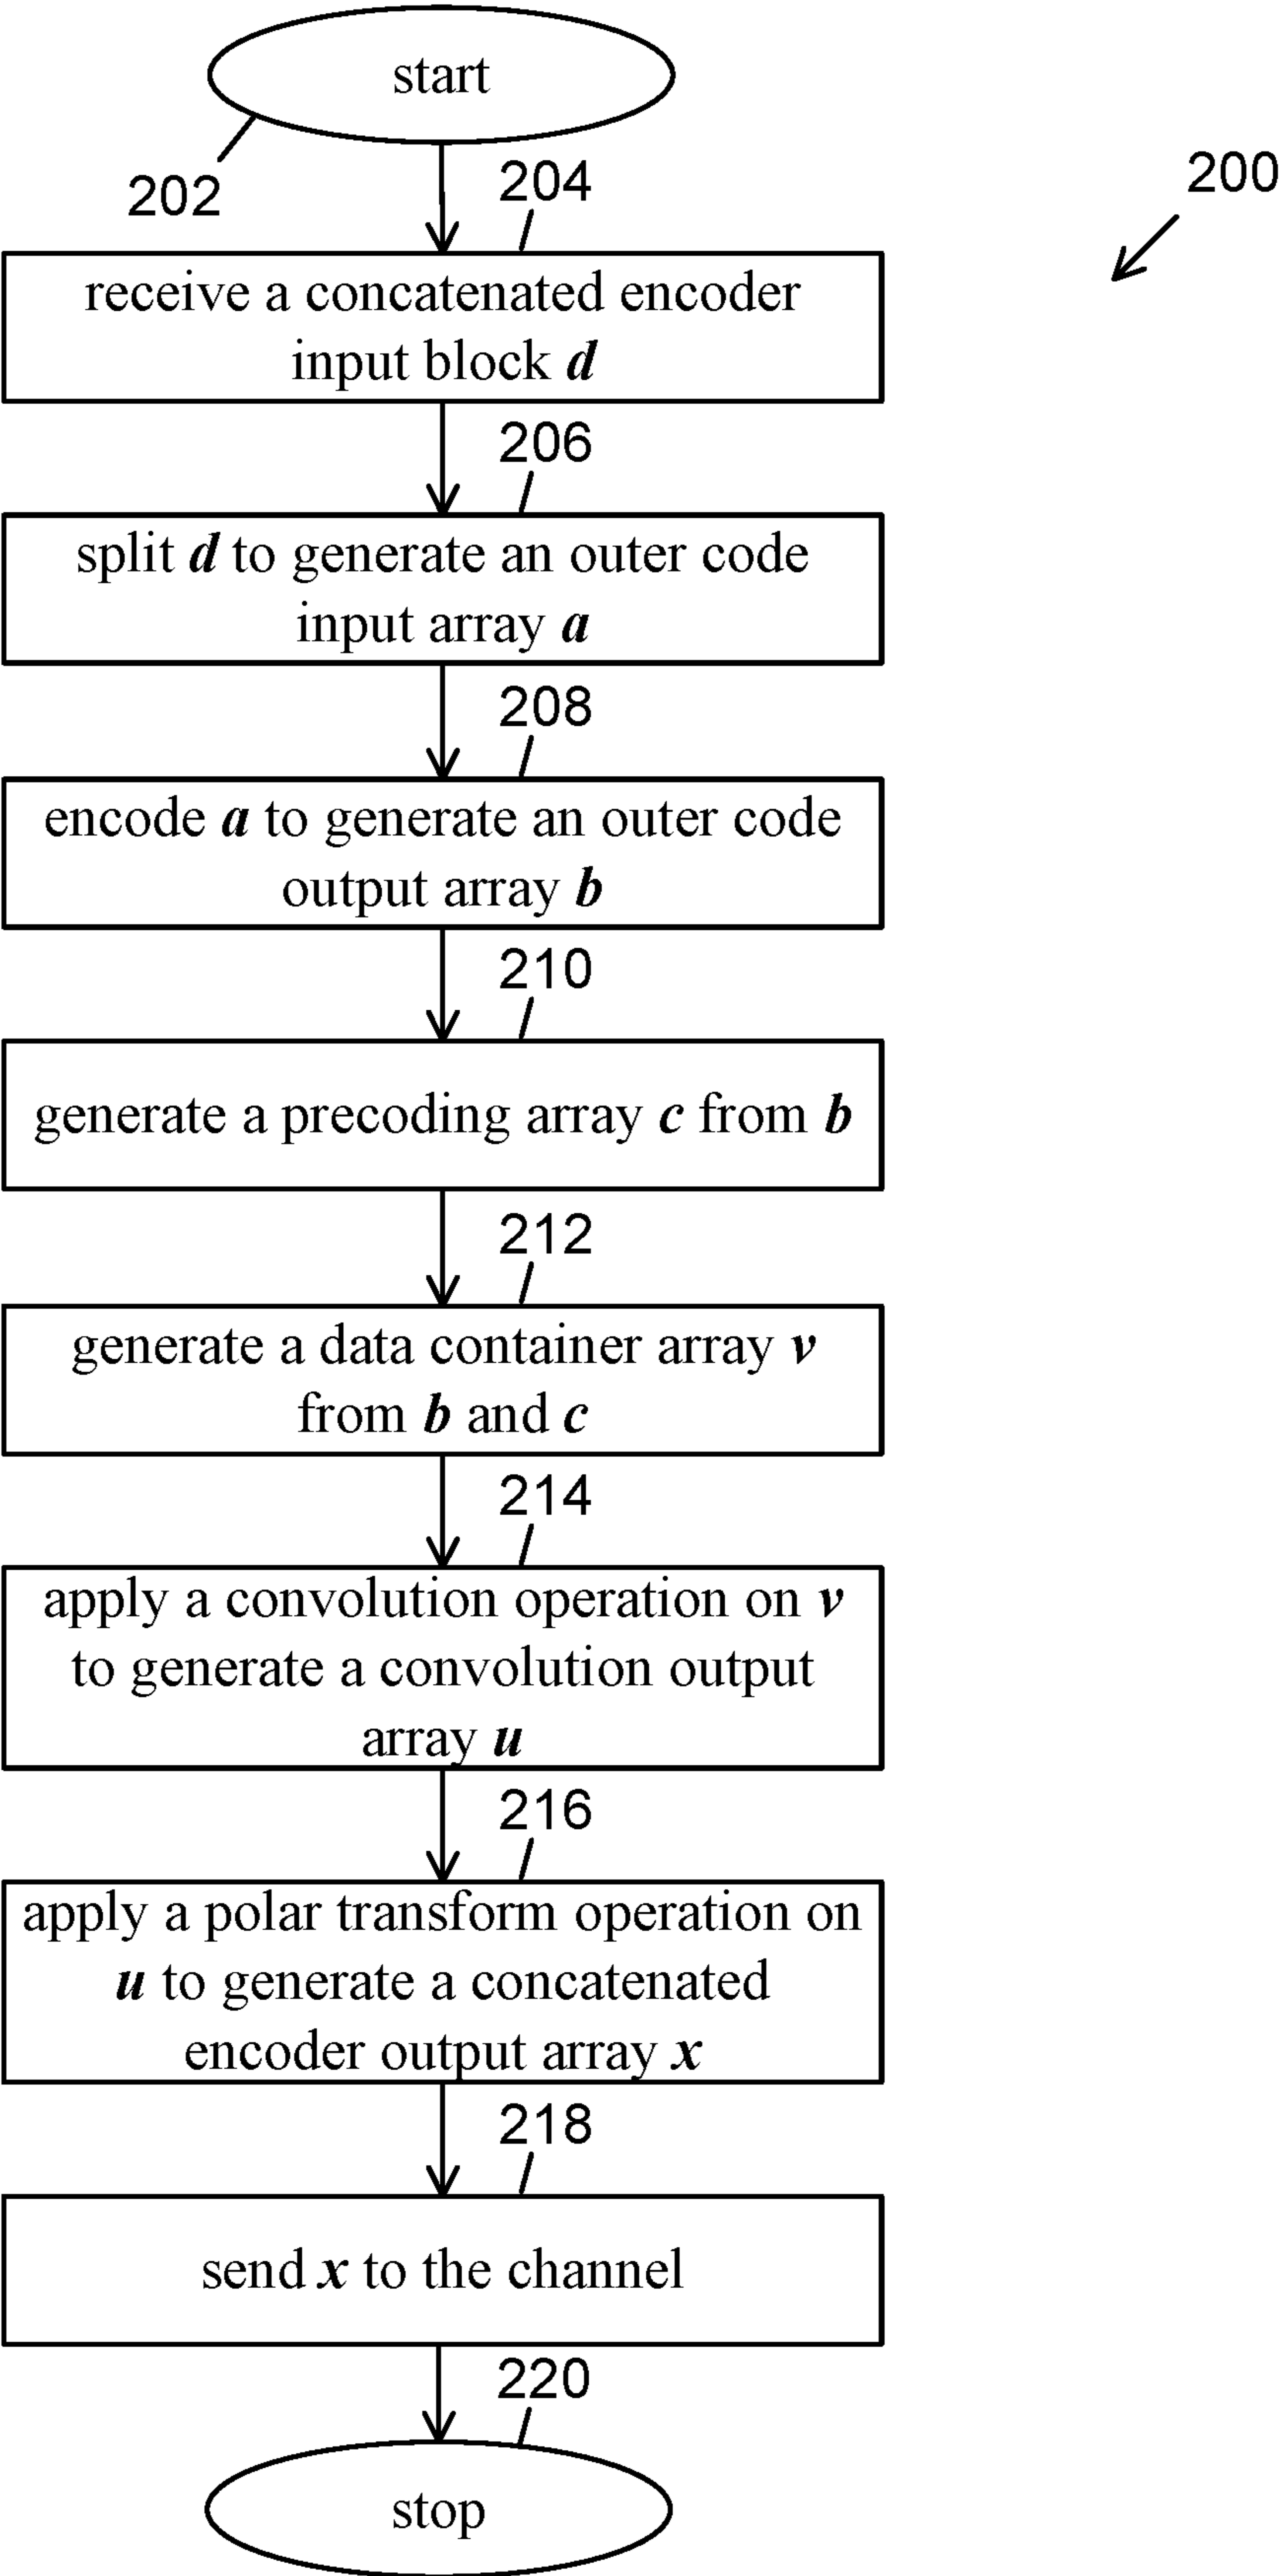 start
202
204
200
receive a concatenated encoder
input block d
206
split d to generate an outer code
input array a
208
encode a to generate an outer code
output array b
210
generate a precoding array c from b
212
generate a data container array v
from b and c
214
apply a convolution operation on v
to generate a convolution output
array u
216
apply a polar transform operation on
u to generate a concatenated
encoder output array x
218
send x to the channel
220
stop